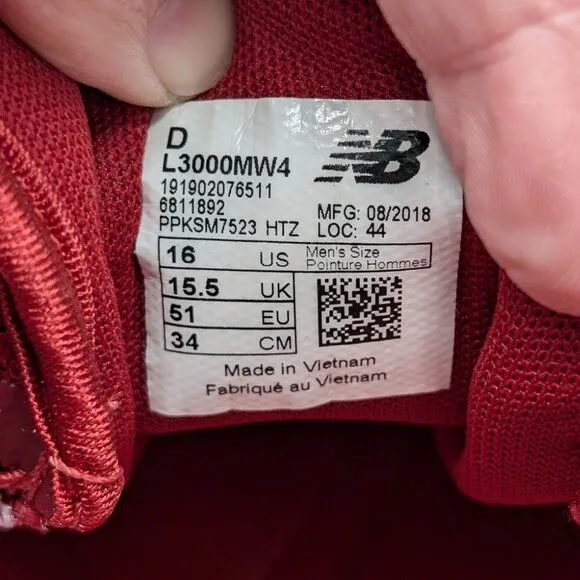 D
L3000MW4
191902076511
6811892
PPKSM7523 HTZ
NB
MFG: 08/2018
LOC: 44
16 US Men's Size
Pointure Hommes
15.5 UK
51 EU
34 CM
Made in Vietnam
Fabriqué au Vietnam